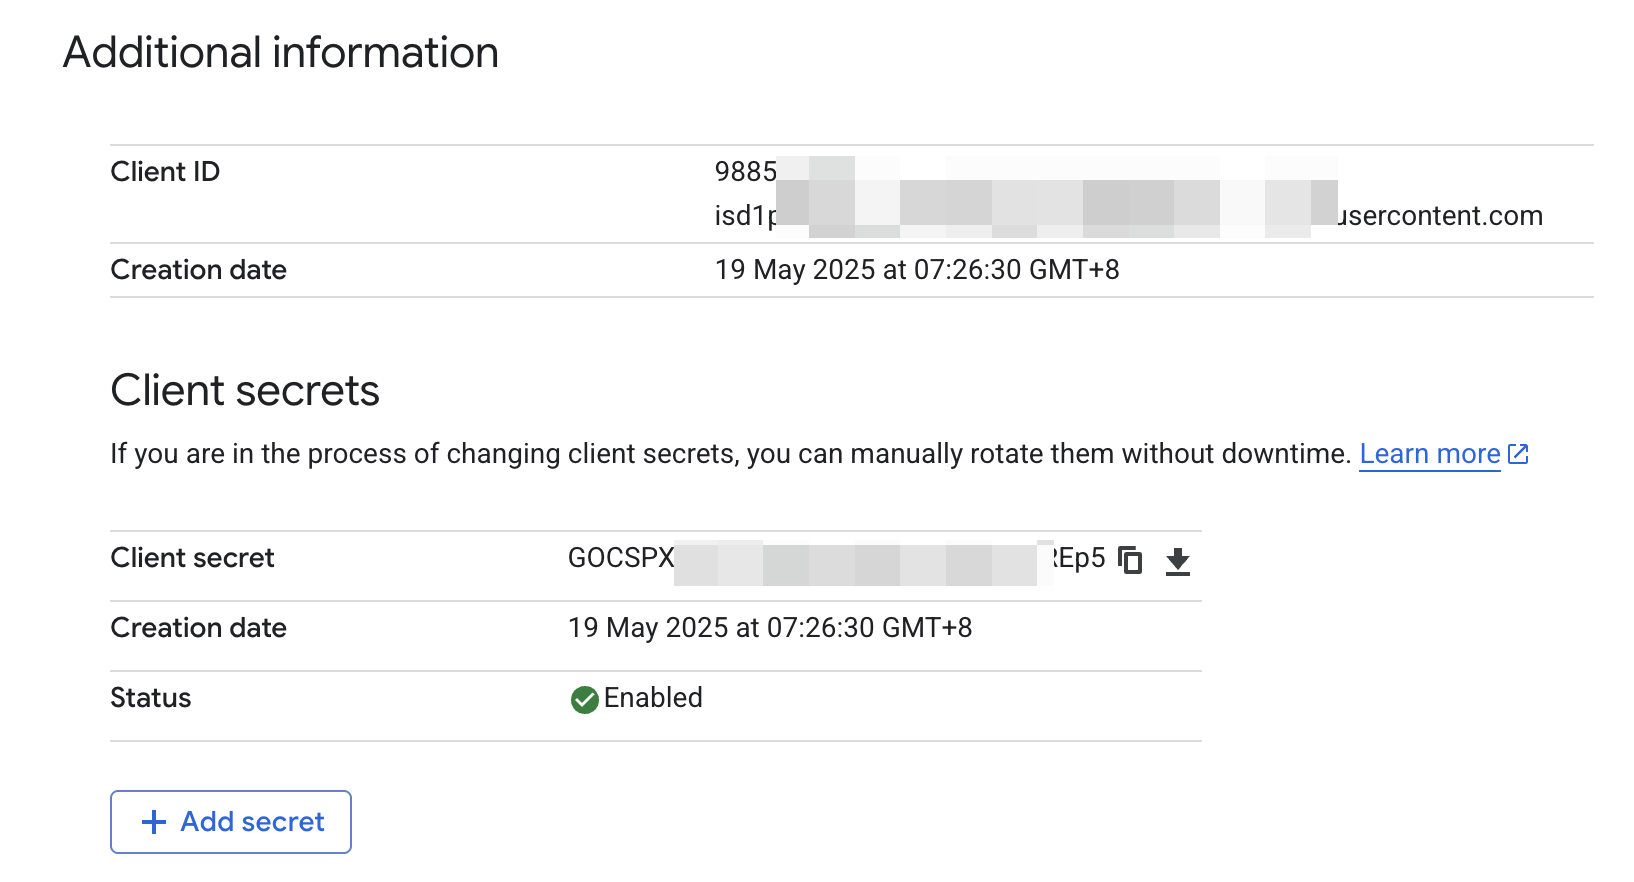 Additional information
Client ID 9885
isd1 usercontent.com
Creation date 19 May 2025 at 07:26:30 GMT+8
Client secrets
If you are in the process of changing client secrets, you can manually rotate them without downtime. Learn more
Client secret GOCSPX Ep5
Creation date 19 May 2025 at 07:26:30 GMT+8
Status Enabled
+ Add secret